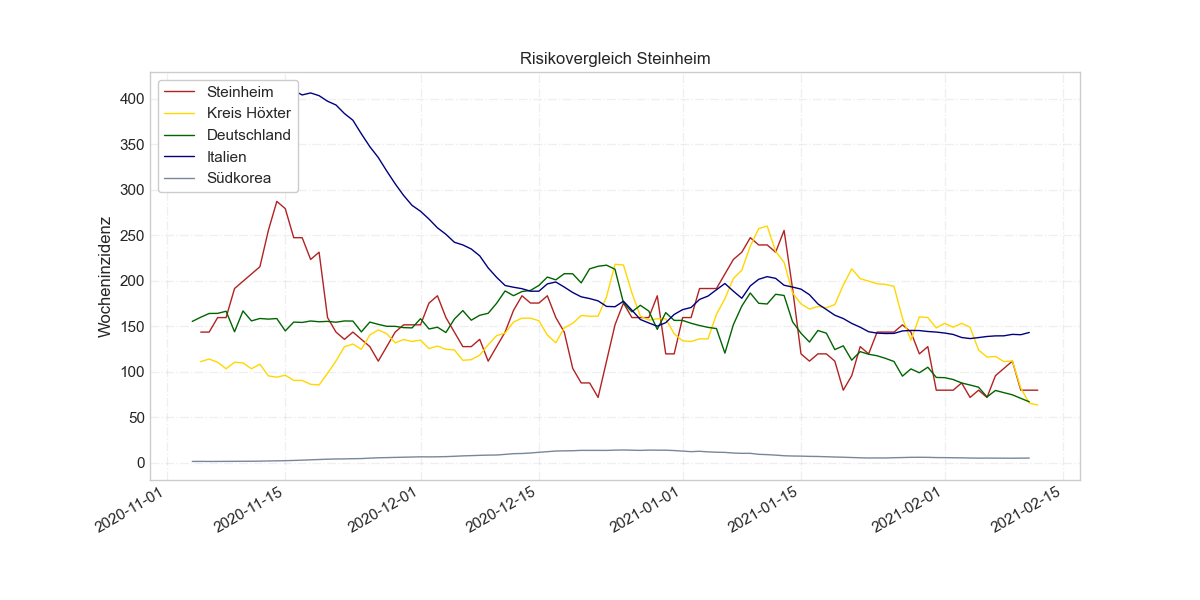 Risikovergleich Steinheim
Steinheim
Kreis Höxter
Deutschland
Italien
Südkorea
Wocheninzidenz
400
350
300
250
200
150
100
50
0
2020-11-01
2020-11-15
2020-12-01
2020-12-15
2021-01-01
2021-01-15
2021-02-01
2021-02-15